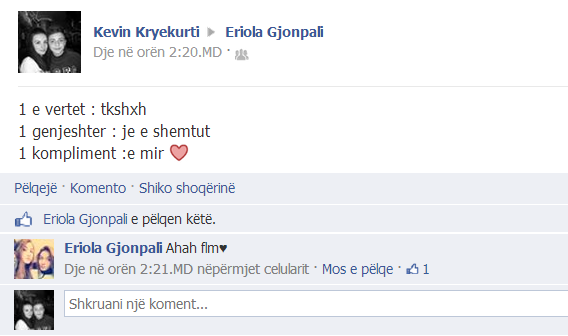 Kevin Kryekurti Eriola Gjonpali
Dje në orën 2:20.MD ·
1 e vertet : tkshxh
1 genjeshter : je e shemtut
1 kompliment :e mir
Pëlqejë · Komento · Shiko shoqërinë
Eriola Gjonpali e pëlqen këtë.
Eriola Gjonpali Ahah flm♥
Dje në orën 2:21.MD nëpërmjet celularit · Mos e pëlqe · 1
Shkruani një koment...